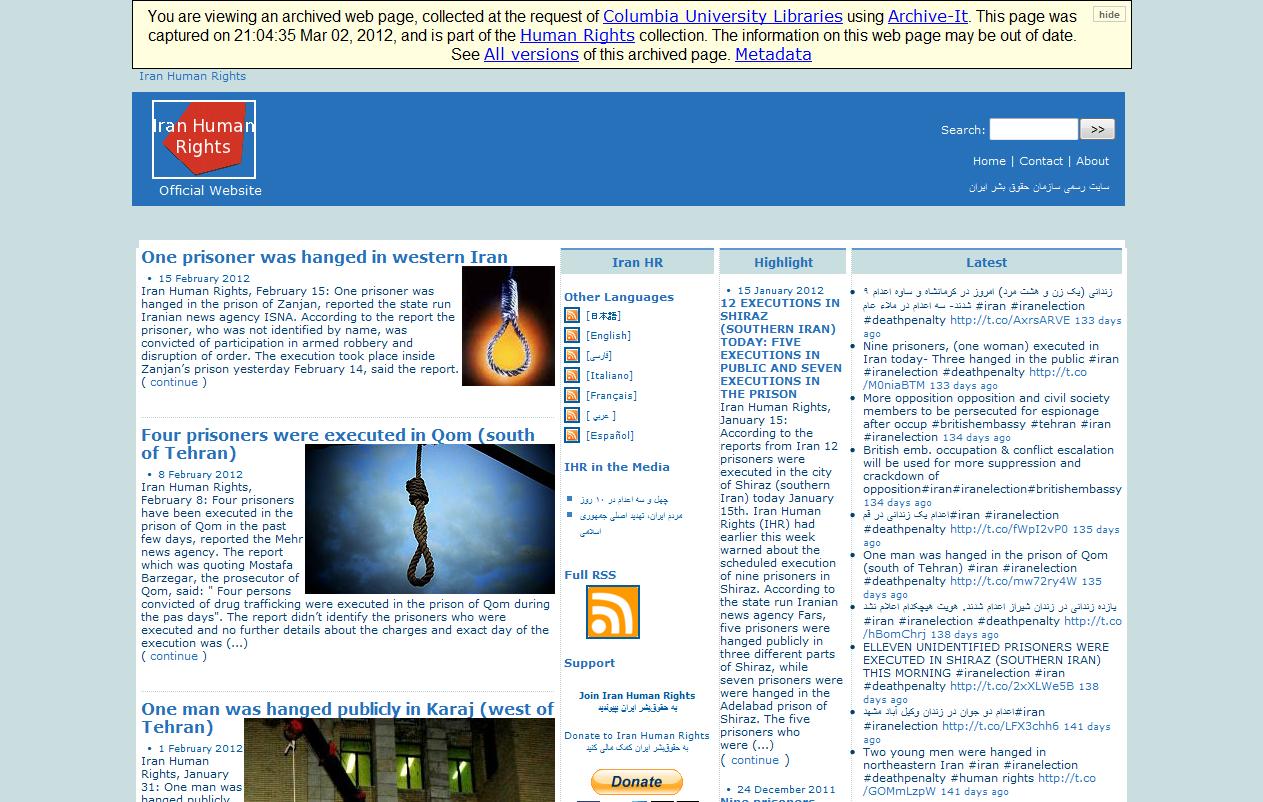 You are viewing an archived web page, collected at the request of Columbia University Libraries using Archive-It. This page was
captured on 21:04:35 Mar 02, 2012, and is part of the Human Rights collection. The information on this web page may be out of date.
See All versions of this archived page. Metadata
hide
Iran Human Rights
Iran Human
Rights
Official Website
Search: >>
Home | Contact | About
سایت رسمی سازمان حقوق بشر ایران
One prisoner was hanged in western Iran
• 15 February 2012
Iran Human Rights, February 15: One prisoner was
hanged in the prison of Zanjan, reported the state run
Iranian news agency ISNA. According to the report the
prisoner, who was not identified by name, was
convicted of participation in armed robbery and
disruption of order. The execution took place inside
Zanjan’s prison yesterday February 14, said the report.
( continue )
Four prisoners were executed in Qom (south
of Tehran)
• 8 February 2012
Iran Human Rights,
February 8: Four prisoners
have been executed in the
prison of Qom in the past
few days, reported the Mehr
news agency. The report
which was quoting Mostafa
Barzegar, the prosecutor of
Qom, said: " Four persons
convicted of drug trafficking were executed in the prison of Qom during
the pas days". The report didn’t identify the prisoners who were
executed and no further details about the charges and exact day of the
execution was (...)
( continue )
One man was hanged publicly in Karaj (west of
Tehran)
• 1 February 2012
Iran Human
Rights, January
31: One man was
hanged publicly
Iran HR
Other Languages
[日本語]
[English]
[فارسى]
[Italiano]
[Français]
[ عربي ]
[Español]
IHR in the Media
چهل و سه اعدام در ۱۰ روز
مردم ایران، تهدید اصلی جمهوری
اسلامی
Full RSS
Support
Join Iran Human Rights
به حقوق‌بشر ایران بپیوندید
Donate to Iran Human Rights
به حقوق‌بشر ایران کمک مالی کنید
Donate
Highlight
• 15 January 2012
12 EXECUTIONS IN
SHIRAZ
(SOUTHERN IRAN)
TODAY: FIVE
EXECUTIONS IN
PUBLIC AND SEVEN
EXECUTIONS IN
THE PRISON
Iran Human Rights,
January 15:
According to the
reports from Iran 12
prisoners were
executed in the city
of Shiraz (southern
Iran) today January
15th. Iran Human
Rights (IHR) had
earlier this week
warned about the
scheduled execution
of nine prisoners in
Shiraz. According to
the state run Iranian
news agency Fars,
five prisoners were
hanged publicly in
three different parts
of Shiraz, while
seven prisoners were
were hanged in the
Adelabad prison of
Shiraz. The five
prisoners who
were (...)
( continue )
• 24 December 2011
Nine prisoners
Latest
• ۹ زندانی (یک زن و هشت مرد) امروز در کرمانشاه و ساوه اعدام
شدند- سه اعدام در ملاء عام #iran #iranelection
#deathpenalty http://t.co/AxrsARVE 133 days
ago
• Nine prisoners, (one woman) executed in
Iran today- Three hanged in the public #iran
#iranelection #deathpenalty http://t.co
/M0niaBTM 133 days ago
• More opposition opposition and civil society
members to be persecuted for espionage
after occup #britishembassy #tehran #iran
#iranelection 134 days ago
• British emb. occupation & conflict escalation
will be used for more suppression and
crackdown of
opposition#iran#iranelection#britishembassy
134 days ago
• اعدام یک زندانی در قم#iran #iranelection
#deathpenalty http://t.co/fWpI2vP0 135 days
ago
• One man was hanged in the prison of Qom
(south of Tehran) #iran #iranelection
#deathpenalty http://t.co/mw72ry4W 135
days ago
• یازده زندانی در زندان شیراز اعدام شدند. هویت هیچکدام اعلام نشد
#iran #iranelection #deathpenalty http://t.co
/hBomChrj 138 days ago
• ELLEVEN UNIDENTIFIED PRISONERS WERE
EXECUTED IN SHIRAZ (SOUTHERN IRAN)
THIS MORNING #iranelection #iran
#deathpenalty http://t.co/2xXLWe5B 138
days ago
• اعدام دو جوان در زندان وکیل آباد مشهد#iran
#iranelection http://t.co/LFX3chh6 141 days
ago
• Two young men were hanged in
northeastern Iran #iran #iranelection
#deathpenalty #human rights http://t.co
/GOMmLzpW 141 days ago